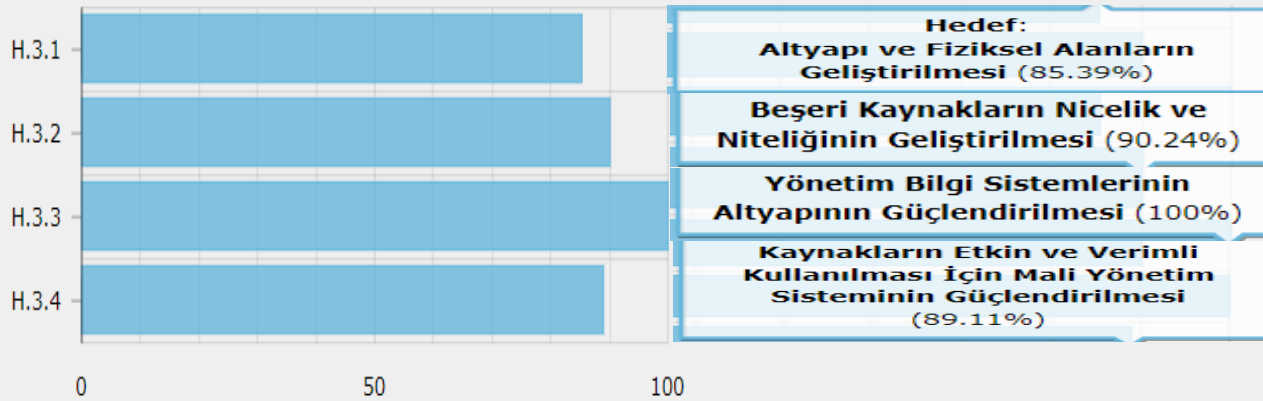 H.3.1
Hedef:
Altyapı ve Fiziksel Alanların
Geliştirilmesi (85.39%)
H.3.2
Beşeri Kaynakların Nicelik ve
Niteliğinin Geliştirilmesi (90.24%)
H.3.3
Yönetim Bilgi Sistemlerinin
Altyapının Güçlendirilmesi (100%)
H.3.4
Kaynakların Etkin ve Verimli
Kullanılması İçin Mali Yönetim
Sisteminin Güçlendirilmesi
(89.11%)
0 50 100